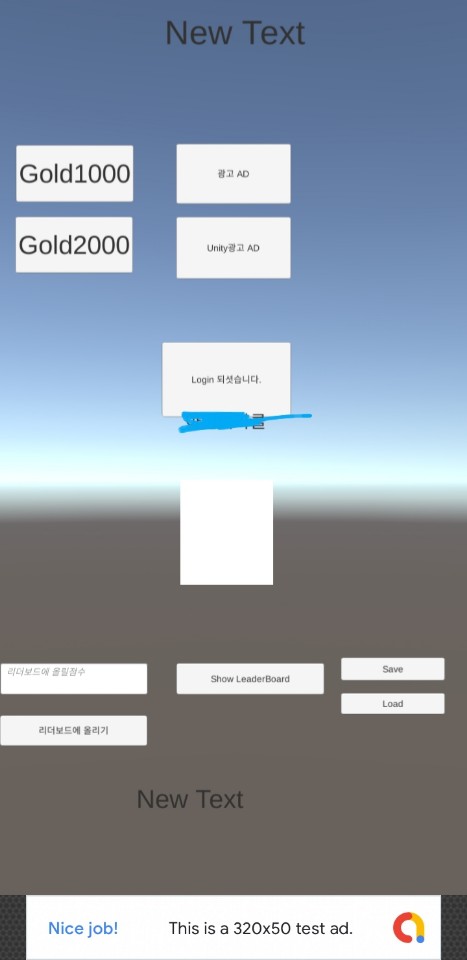 New Text
Gold1000
광고 AD
Gold2000
Unity광고 AD
Login 되셧습니다.
리더보드에 올릴점수
Show LeaderBoard
Save
Load
리더보드에 올리기
New Text
Nice job!
This is a 320x50 test ad.